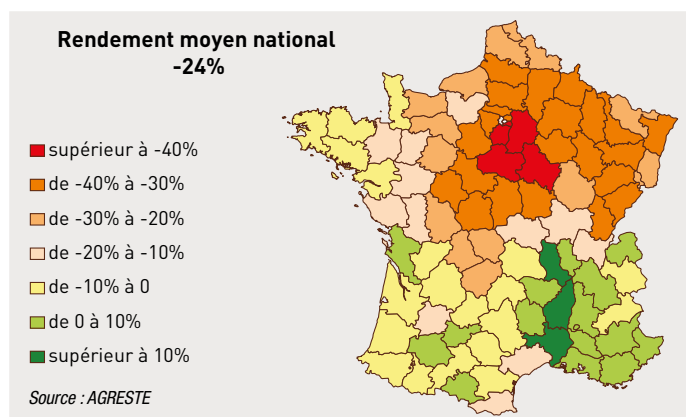 Rendement moyen national
-24%
supérieur à -40%
de -40% à -30%
de -30% à -20%
de -20% à -10%
de -10% à 0
de 0 à 10%
supérieur à 10%
Source : AGRESTE